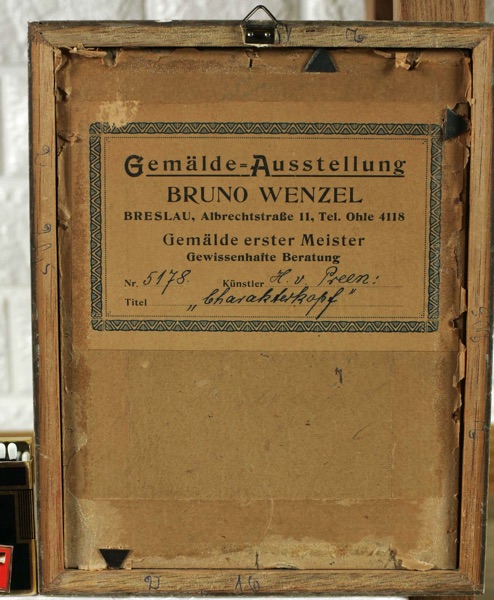 Gemälde=Ausstellung
BRUNO WENZEL
BRESLAU, Albrechtstraße 11, Tel. Ohle 4118
Gemälde erster Meister
Gewissenhafte Beratung
Nr. 5178. Künstler H. v Preen:
Titel „Charakterkopf"